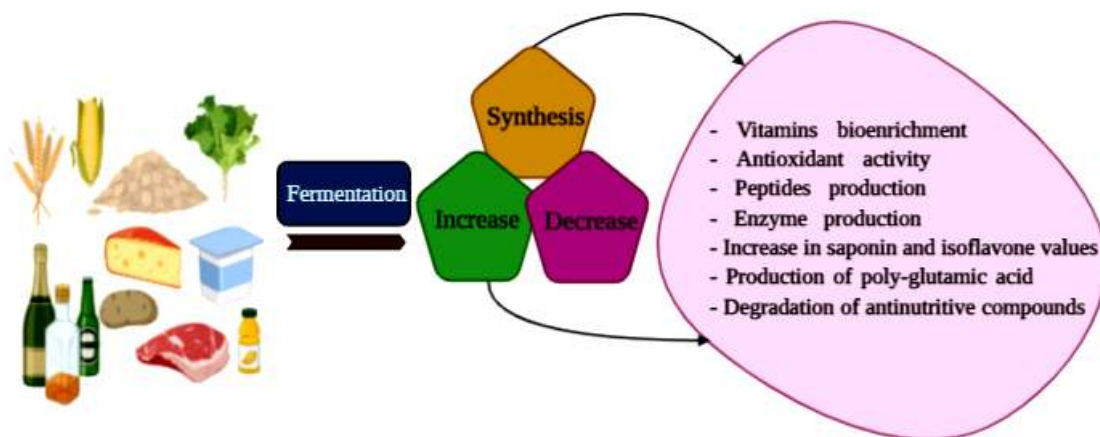 Fermentation
Synthesis
Increase
Decrease
- Vitamins bioenrichment
- Antioxidant activity
- Peptides production
- Enzyme production
- Increase in saponin and isoflavone values
- Production of poly-glutamic acid
- Degradation of antinutritive compounds